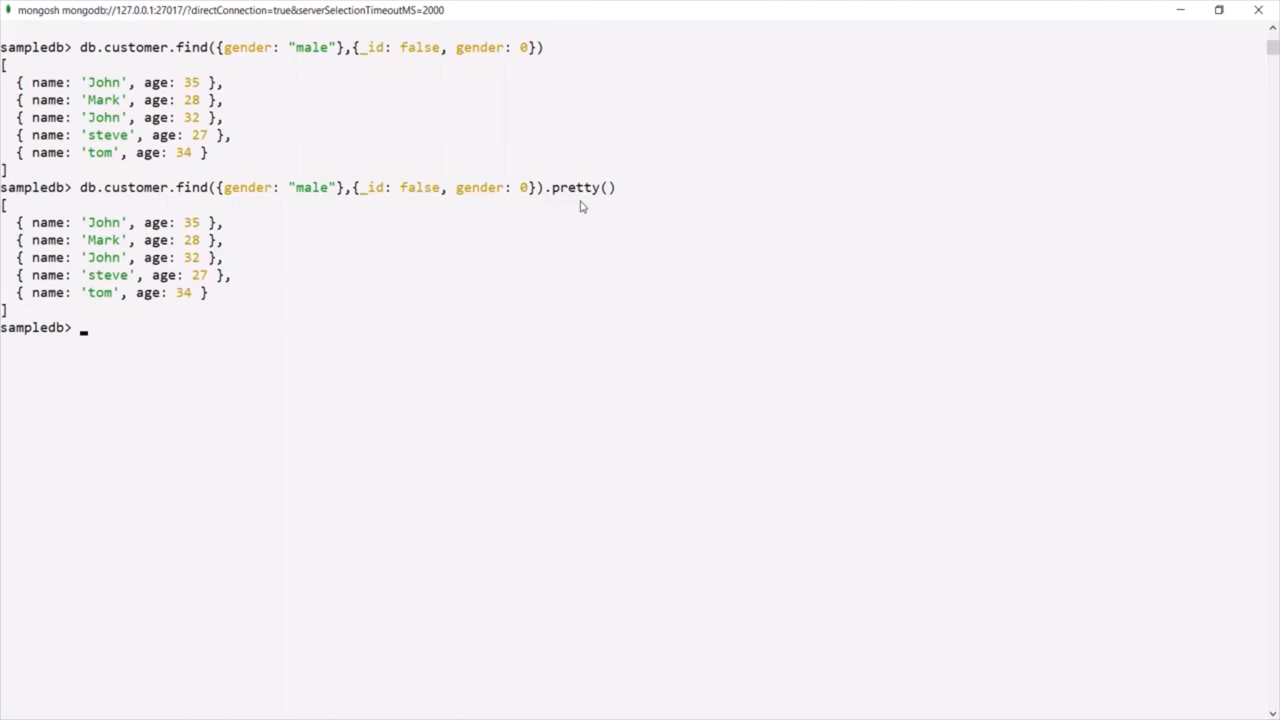 mongosh mongodb://127.0.0.1:27017/?directConnection=true&serverSelectionTimeoutMS=2000
sampledb> db.customer.find({gender: "male"},{_id: false, gender: 0})
[
  { name: 'John', age: 35 },
  { name: 'Mark', age: 28 },
  { name: 'John', age: 32 },
  { name: 'steve', age: 27 },
  { name: 'tom', age: 34 }
]
sampledb> db.customer.find({gender: "male"},{_id: false, gender: 0}).pretty()
[
  { name: 'John', age: 35 },
  { name: 'Mark', age: 28 },
  { name: 'John', age: 32 },
  { name: 'steve', age: 27 },
  { name: 'tom', age: 34 }
]
sampledb>